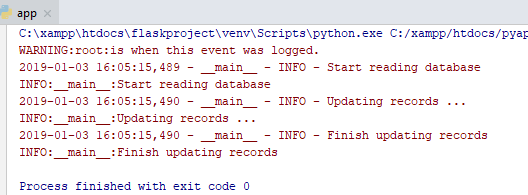 app
C:\xampp\htdocs\flaskproject\venv\Scripts\python.exe C:/xampp/htdocs/pyap
WARNING:root:is when this event was logged.
2019-01-03 16:05:15,489 - __main__ - INFO - Start reading database
INFO:__main__:Start reading database
2019-01-03 16:05:15,490 - __main__ - INFO - Updating records ...
INFO:__main__:Updating records ...
2019-01-03 16:05:15,490 - __main__ - INFO - Finish updating records
INFO:__main__:Finish updating records
Process finished with exit code 0